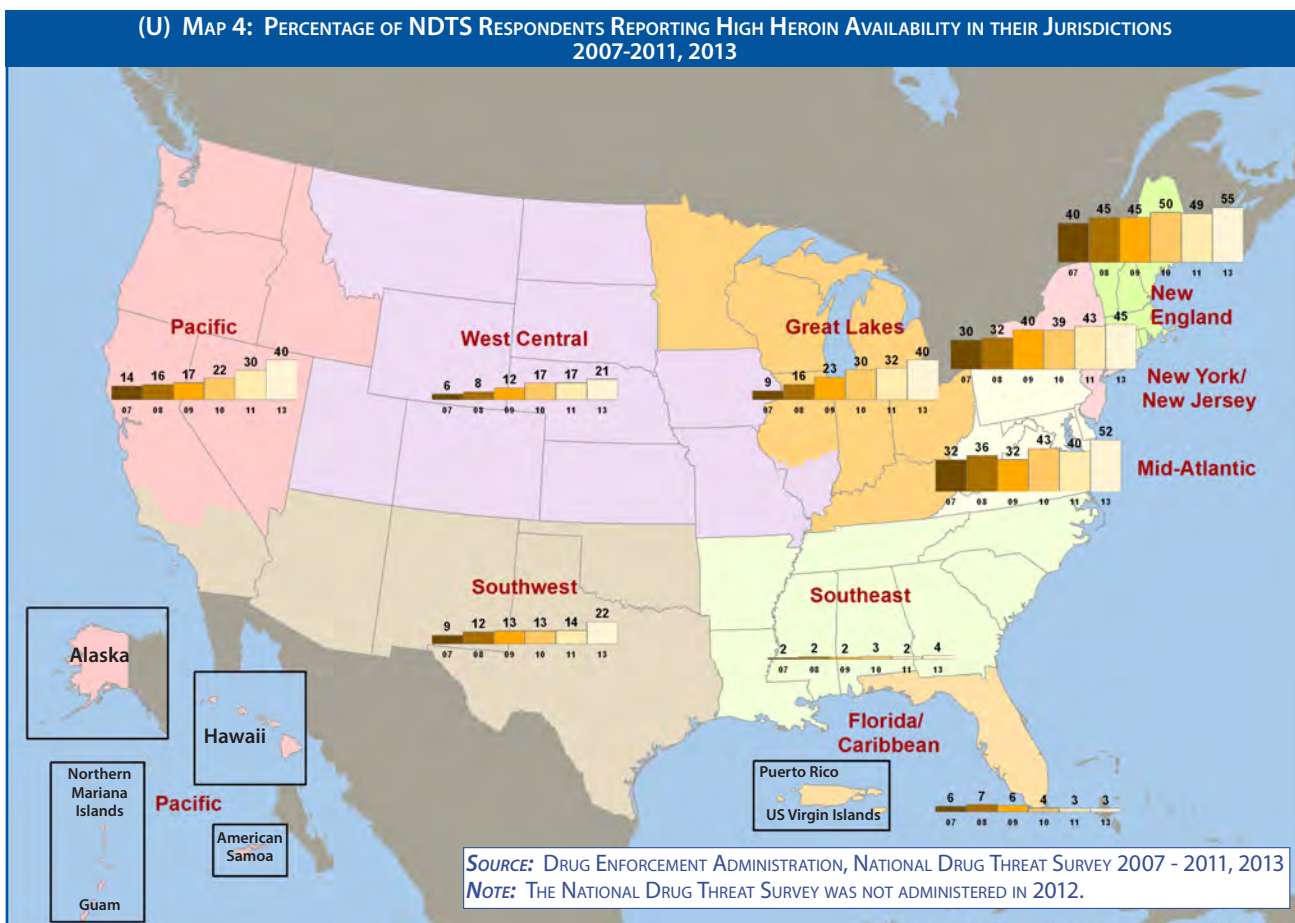 (U) Map 4: Percentage of NDTS Respondents Reporting High Heroin Availability in their Jurisdictions
2007-2011, 2013
40 45 45 50 49 55
07 08 09 10 11 13
New
England
Pacific
14 16 17 22 30 40
07 08 09 10 11 13
West Central
6 8 12 17 17 21
07 08 09 10 11 13
Great Lakes
9 16 23 30 32 40
07 08 09 10 11 13
30 32 40 39 43 45
07 08 09 10 11 13
New York/
New Jersey
32 36 32 43 40 52
07 08 09 10 11 13
Mid-Atlantic
Southwest
9 12 13 13 14 22
07 08 09 10 11 13
Southeast
2 2 2 3 2 4
07 08 09 10 11 13
Florida/
Caribbean
6 7 6 4 3 3
07 08 09 10 11 13
Alaska
Hawaii
Northern
Mariana
Islands
Guam
Pacific
American
Samoa
Puerto Rico
US Virgin Islands
Source: Drug Enforcement Administration, National Drug Threat Survey 2007 - 2011, 2013
Note: The National Drug Threat Survey was not administered in 2012.